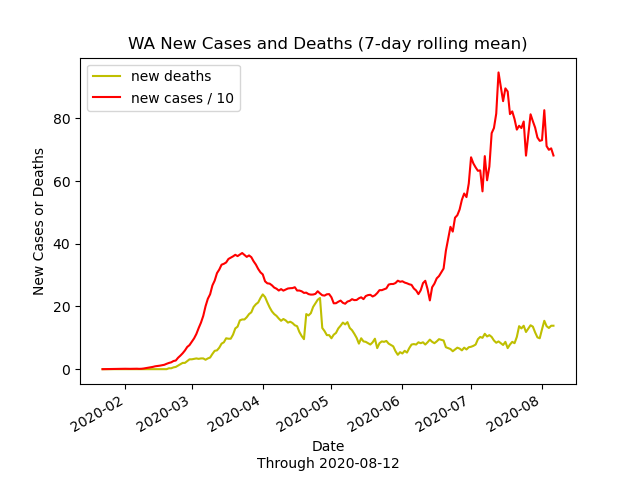 WA New Cases and Deaths (7-day rolling mean)
new deaths
new cases / 10
New Cases or Deaths
80
60
40
20
0
2020-02
2020-03
2020-04
2020-05
2020-06
2020-07
2020-08
Date
Through 2020-08-12